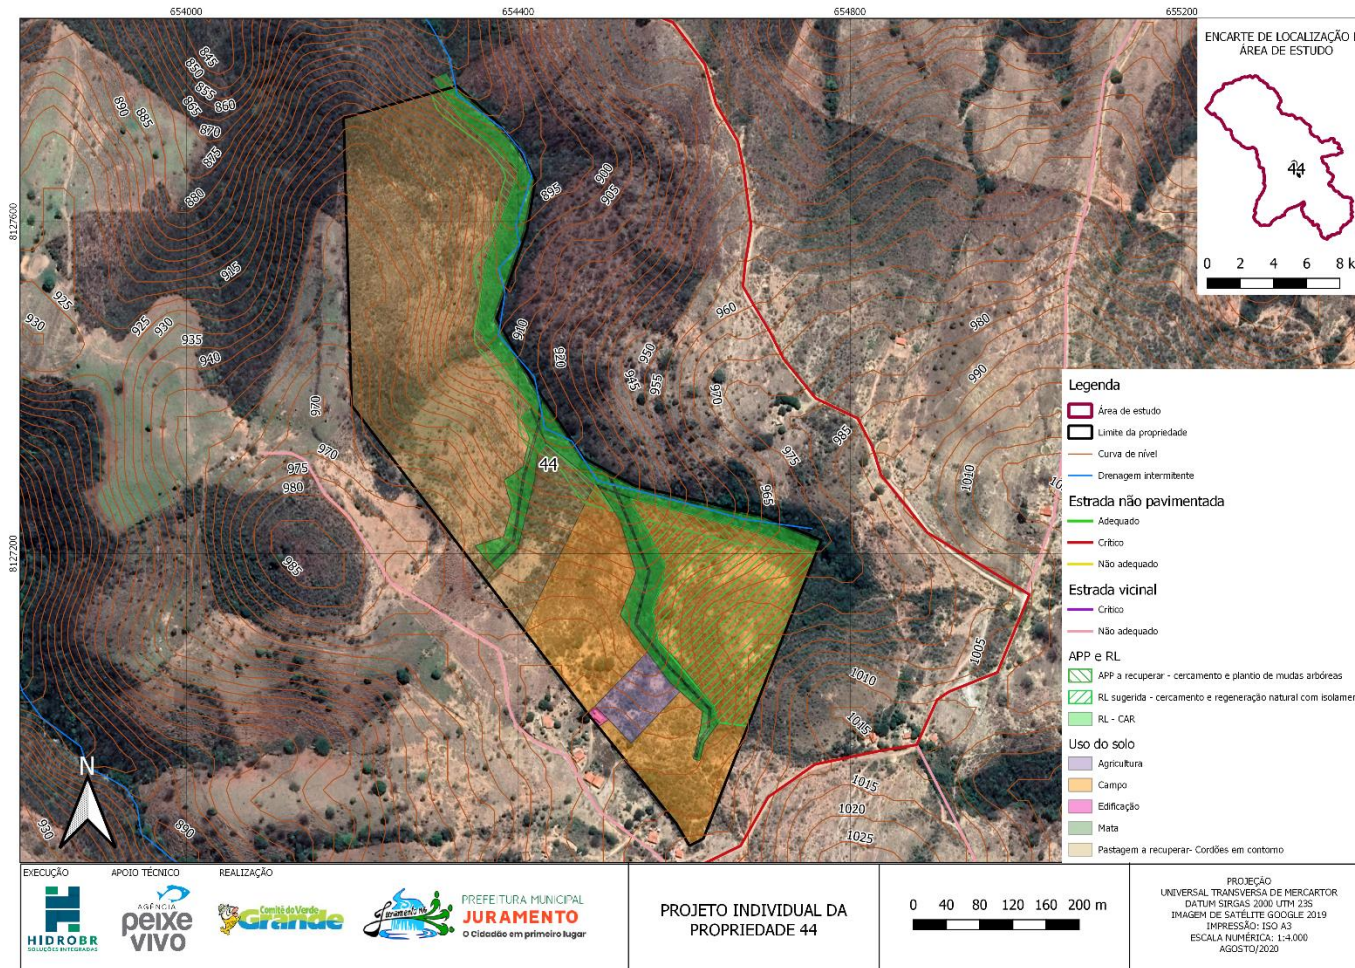 654000
654400
654800
655200
8127600
8127200
ENCARTE DE LOCALIZAÇÃO
ÁREA DE ESTUDO
44
0 2 4 6 8 k
845
850
855
860
865
870
875
880
885
890
915
925
930
925
930
935
940
970
970
975
980
985
895
900
905
910
920
945
950
955
960
970
975
965
985
980
990
1010
1005
1010
1015
1015
1020
1025
930
890
44
Legenda
Área de estudo
Limite da propriedade
Curva de nível
Drenagem intermitente
Estrada não pavimentada
Adequado
Crítico
Não adequado
Estrada vicinal
Crítico
Não adequado
APP e RL
APP a recuperar - cercamento e plantio de mudas arbóreas
RL sugerida - cercamento e regeneração natural com isolamen
RL - CAR
Uso do solo
Agricultura
Campo
Edificação
Mata
Pastagem a recuperar- Cordões em contorno
N
EXECUÇÃO
APOIO TÉCNICO
REALIZAÇÃO
HIDROBR
SOLUÇÕES INTEGRADAS
AGÊNCIA
peixe
vivo
Comitê do Verde
Grande
Juramento
PREFEITURA MUNICIPAL
JURAMENTO
O Cidadão em primeiro lugar
PROJETO INDIVIDUAL DA
PROPRIEDADE 44
0 40 80 120 160 200 m
PROJEÇÃO
UNIVERSAL TRANSVERSA DE MERCARTOR
DATUM SIRGAS 2000 UTM 23S
IMAGEM DE SATÉLITE GOOGLE 2019
IMPRESSÃO: ISO A3
ESCALA NUMÉRICA: 1:4.000
AGOSTO/2020